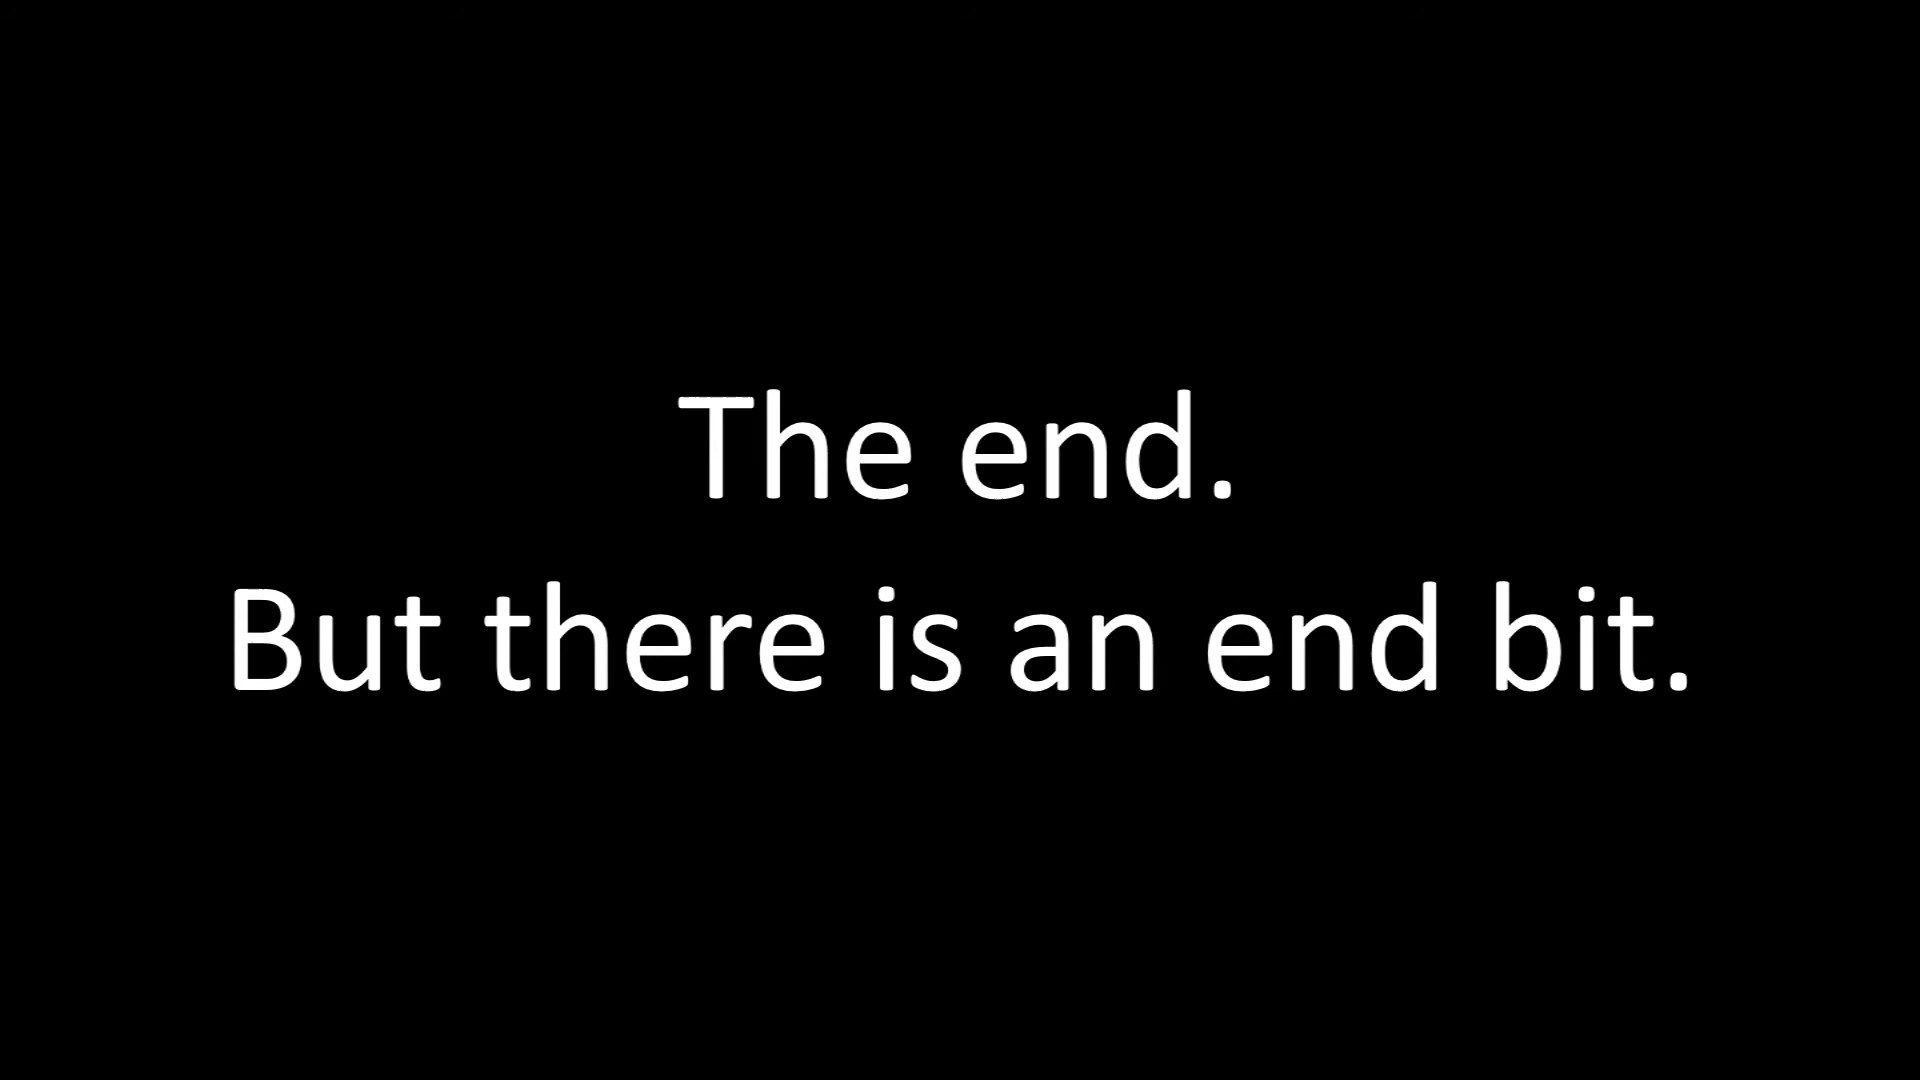 The end.
But there is an end bit.